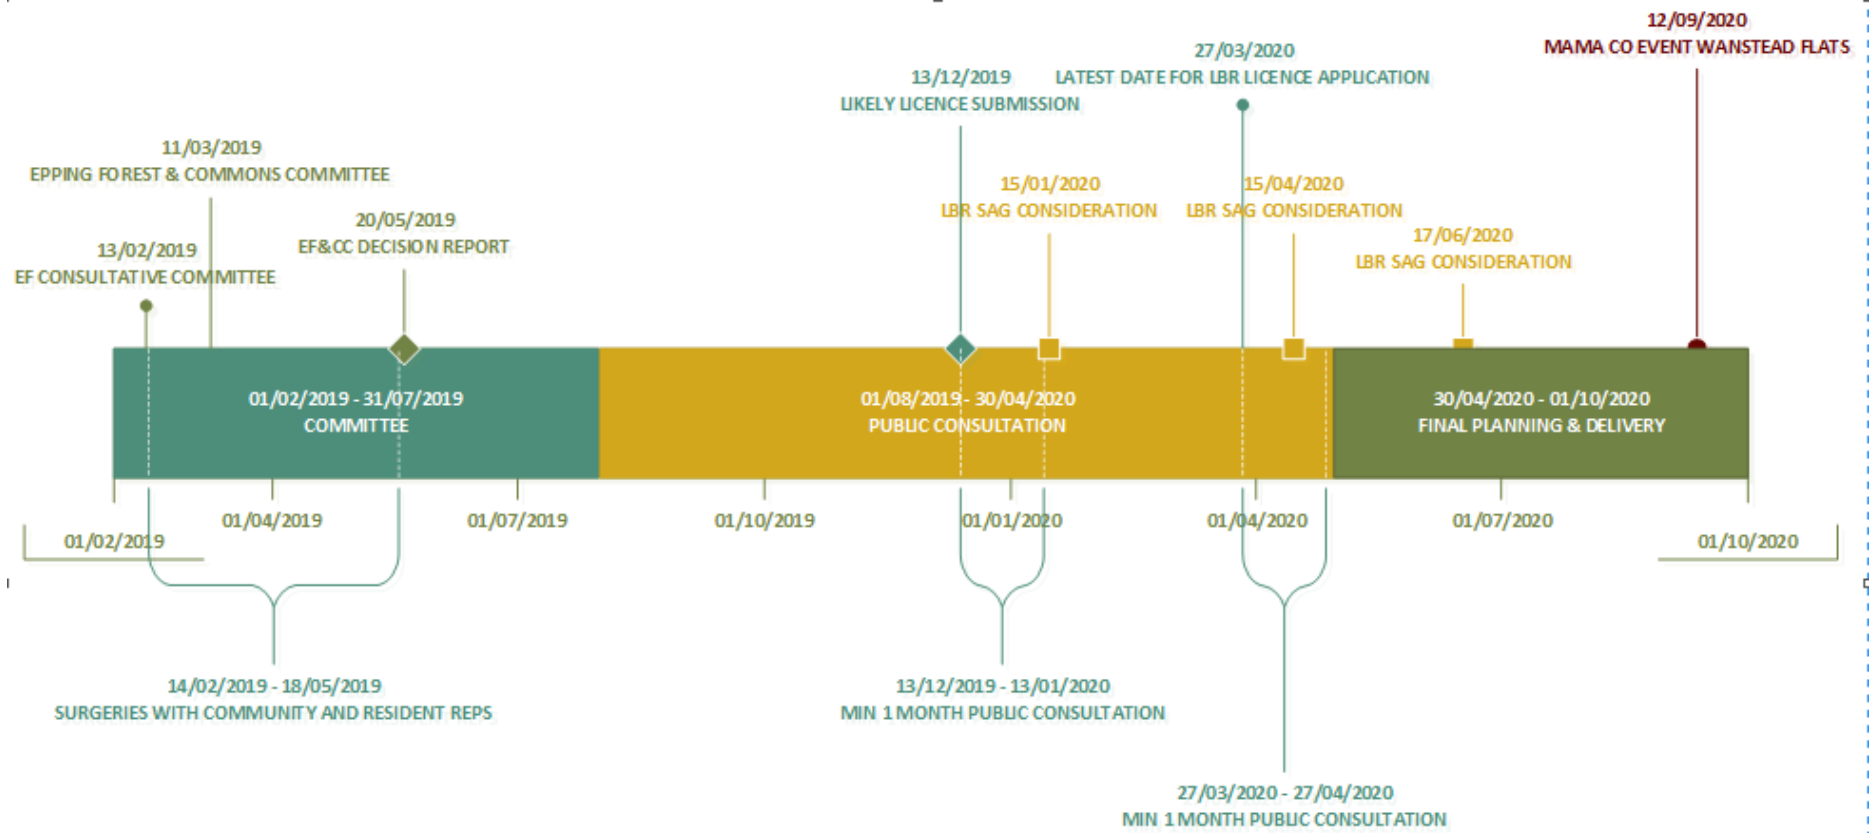 12/09/2020
MAMA CO EVENT WANSTEAD FLATS
27/03/2020
LATEST DATE FOR LBR LICENCE APPLICATION
13/12/2019
LIKELY LICENCE SUBMISSION
11/03/2019
EPPING FOREST & COMMONS COMMITTEE
15/01/2020
LBR SAG CONSIDERATION
15/04/2020
LBR SAG CONSIDERATION
20/05/2019
EF&CC DECISION REPORT
17/06/2020
LBR SAG CONSIDERATION
13/02/2019
EF CONSULTATIVE COMMITTEE
01/02/2019 - 31/07/2019
COMMITTEE
01/08/2019 - 30/04/2020
PUBLIC CONSULTATION
30/04/2020 - 01/10/2020
FINAL PLANNING & DELIVERY
01/02/2019
01/04/2019
01/07/2019
01/10/2019
01/01/2020
01/04/2020
01/07/2020
01/10/2020
14/02/2019 - 18/05/2019
SURGERIES WITH COMMUNITY AND RESIDENT REPS
13/12/2019 - 13/01/2020
MIN 1 MONTH PUBLIC CONSULTATION
27/03/2020 - 27/04/2020
MIN 1 MONTH PUBLIC CONSULTATION